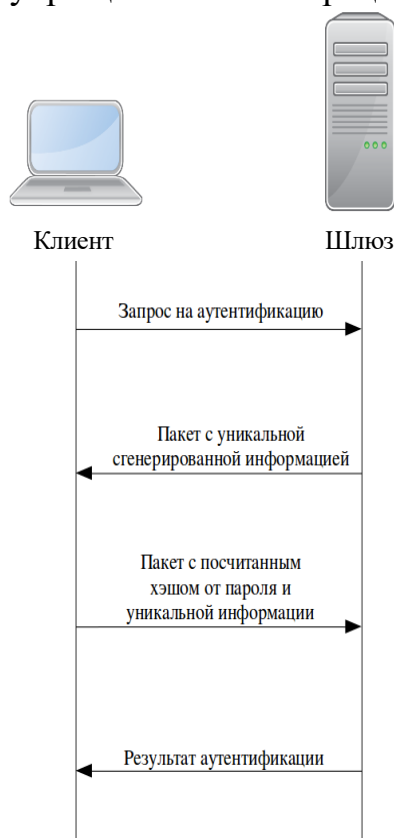 Клиент
Шлюз
Запрос на аутентификацию
Пакет с уникальной
сгенерированной информацией
Пакет с посчитанным
хэшом от пароля и
уникальной информации
Результат аутентификации